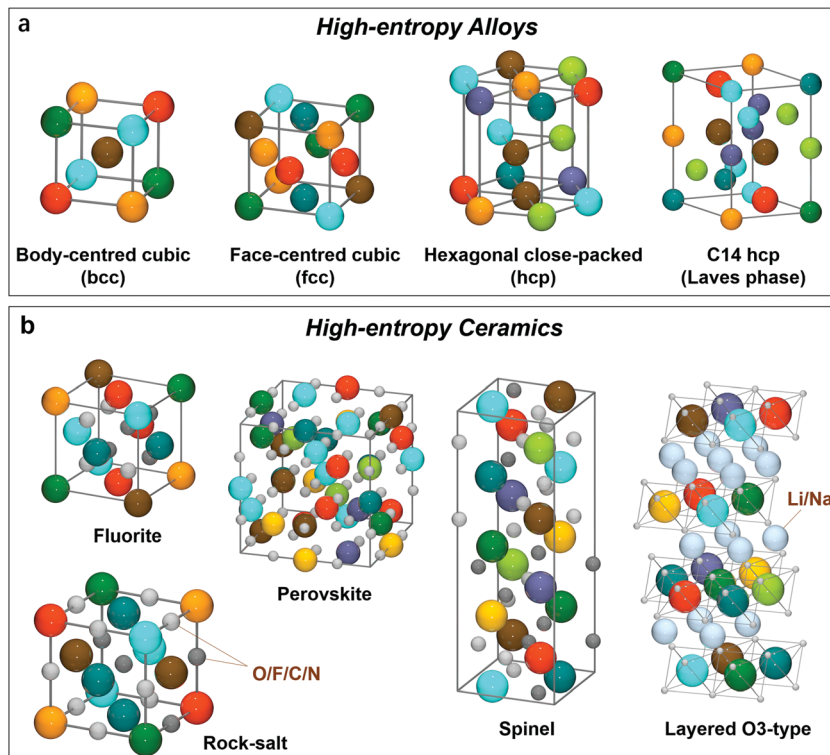 a
High-entropy Alloys
Body-centred cubic
(bcc)
Face-centred cubic
(fcc)
Hexagonal close-packed
(hcp)
C14 hcp
(Laves phase)
b
High-entropy Ceramics
Fluorite
Perovskite
Li/Na
O/F/C/N
Rock-salt
Spinel
Layered O3-type